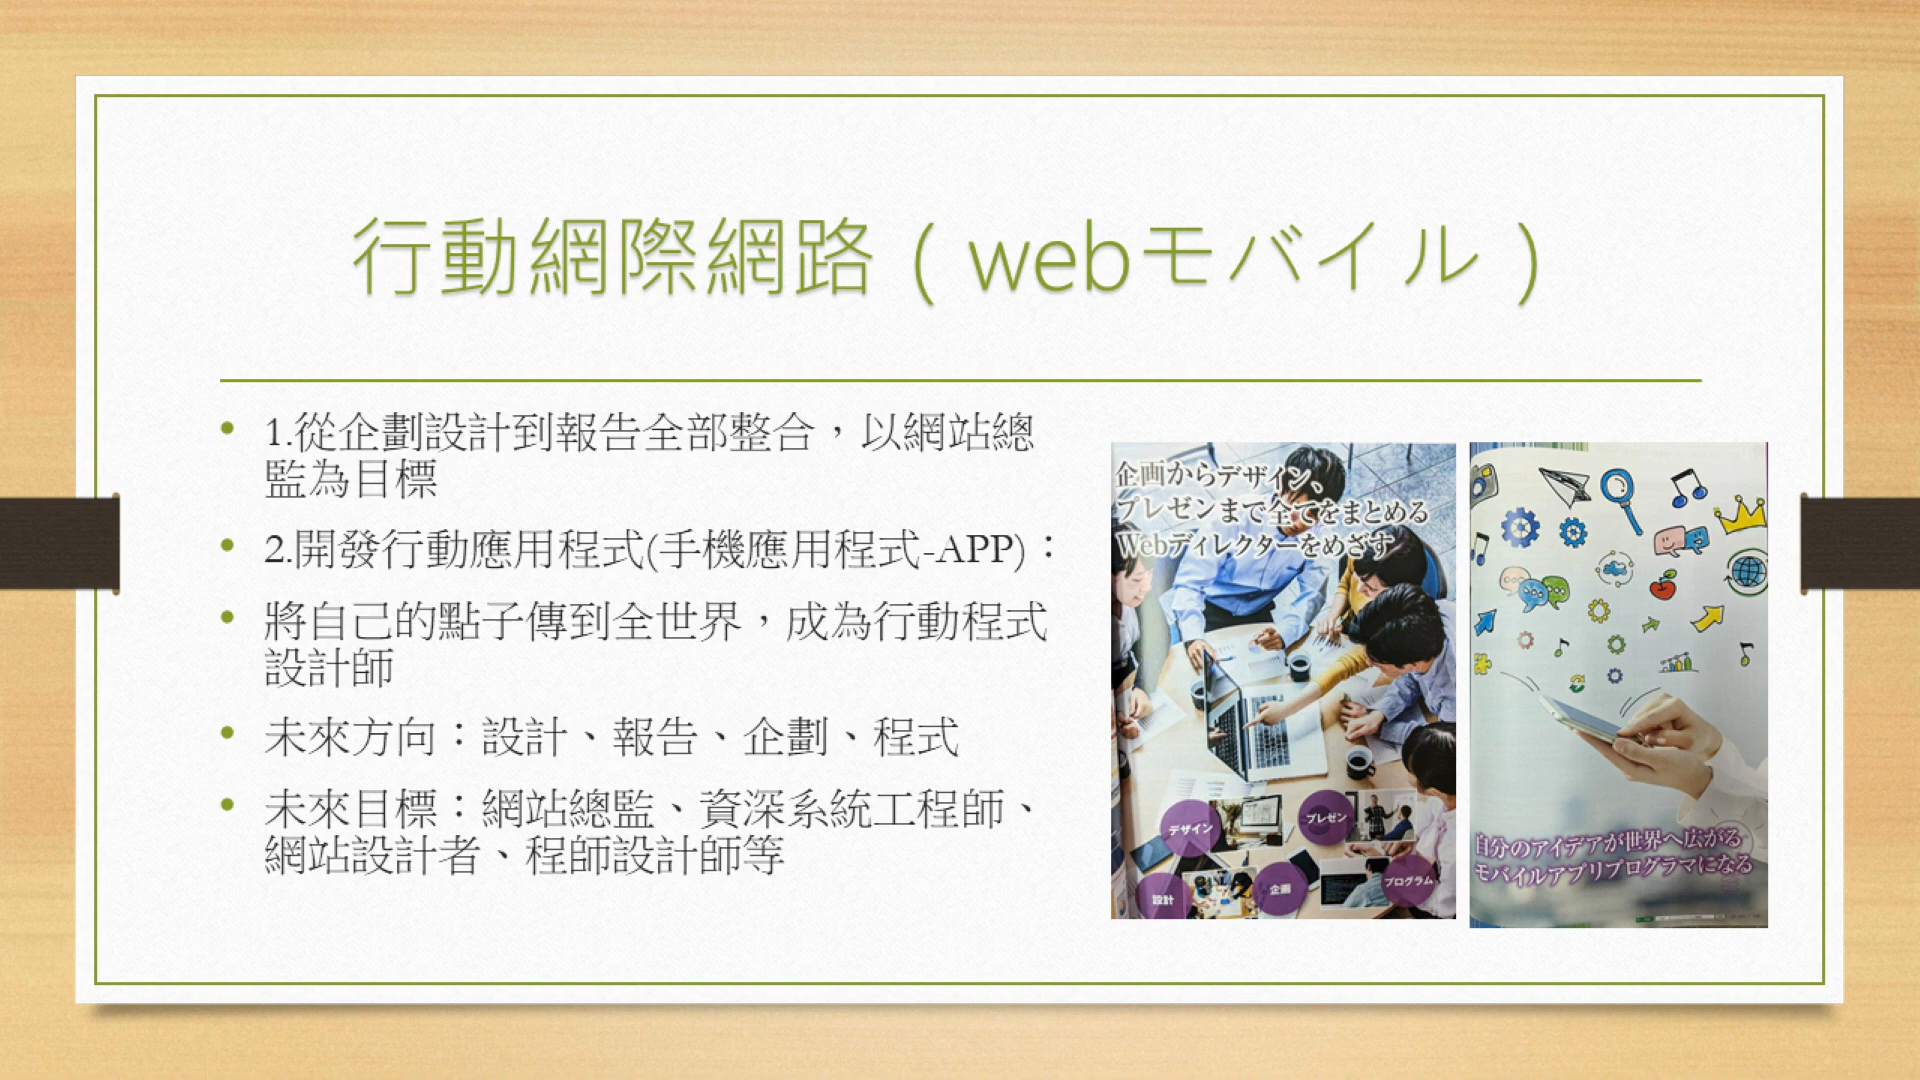 行動網際網路（webモバイル）
• 1.從企劃設計到報告全部整合，以網站總
監為目標
• 2.開發行動應用程式(手機應用程式-APP)：
• 將自己的點子傳到全世界，成為行動程式
設計師
• 未來方向：設計、報告、企劃、程式
• 未來目標：網站總監、資深系統工程師、
網站設計者、程師設計師等
企画からデザイン、
プレゼンまで全てをまとめる
Webディレクターをめざす
デザイン
プレゼン
設計
企画
プログラム
自分のアイデアが世界へ広がる
モバイルアプリプログラマになる